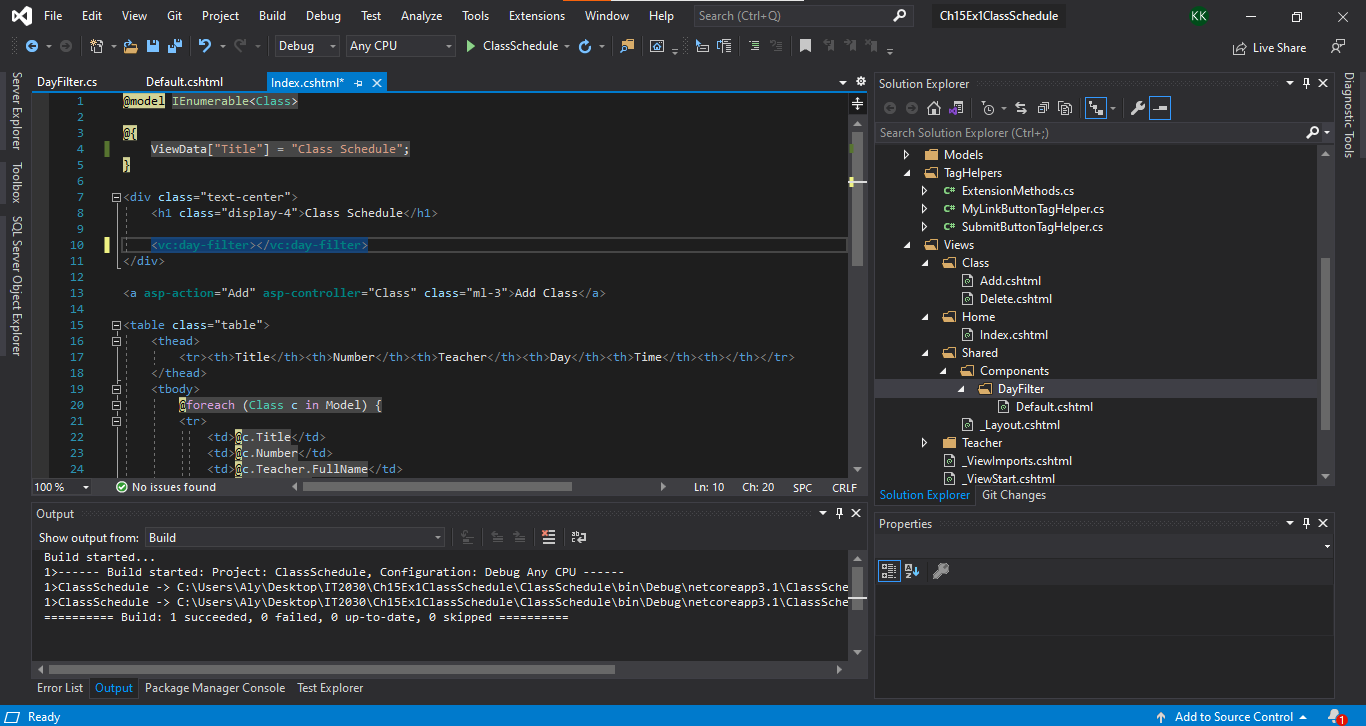 File Edit View Git Project Build Debug Test Analyze Tools Extensions Window Help Search (Ctrl+Q) Ch15Ex1ClassSchedule KK
Debug Any CPU ClassSchedule Live Share
Server Explorer
Toolbox
SQL Server Object Explorer
DayFilter.cs Default.cshtml Index.cshtml*
1 @model IEnumerable<Class>
2
3 @{
4 ViewData["Title"] = "Class Schedule";
5 }
6
7 <div class="text-center">
8 <h1 class="display-4">Class Schedule</h1>
9
10 <vc:day-filter></vc:day-filter>
11 </div>
12
13 <a asp-action="Add" asp-controller="Class" class="ml-3">Add Class</a>
14
15 <table class="table">
16 <thead>
17 <tr><th>Title</th><th>Number</th><th>Teacher</th><th>Day</th><th>Time</th><th></th></tr>
18 </thead>
19 <tbody>
20 @foreach (Class c in Model) {
21 <tr>
22 <td>@c.Title</td>
23 <td>@c.Number</td>
24 <td>@c.Teacher.FullName</td>
100 % No issues found Ln: 10 Ch: 20 SPC CRLF
Output
Show output from: Build
Build started...
1>------ Build started: Project: ClassSchedule, Configuration: Debug Any CPU ------
1>ClassSchedule -> C:\Users\Aly\Desktop\IT2030\Ch15Ex1ClassSchedule\ClassSchedule\bin\Debug\netcoreapp3.1\ClassSche
1>ClassSchedule -> C:\Users\Aly\Desktop\IT2030\Ch15Ex1ClassSchedule\ClassSchedule\bin\Debug\netcoreapp3.1\ClassSche
========== Build: 1 succeeded, 0 failed, 0 up-to-date, 0 skipped ==========
Error List Output Package Manager Console Test Explorer
Solution Explorer
Search Solution Explorer (Ctrl+;)
Models
TagHelpers
C# ExtensionMethods.cs
C# MyLinkButtonTagHelper.cs
C# SubmitButtonTagHelper.cs
Views
Class
Add.cshtml
Delete.cshtml
Home
Index.cshtml
Shared
Components
DayFilter
Default.cshtml
_Layout.cshtml
Teacher
_ViewImports.cshtml
_ViewStart.cshtml
Solution Explorer Git Changes
Properties
Diagnostic Tools
Ready Add to Source Control 1